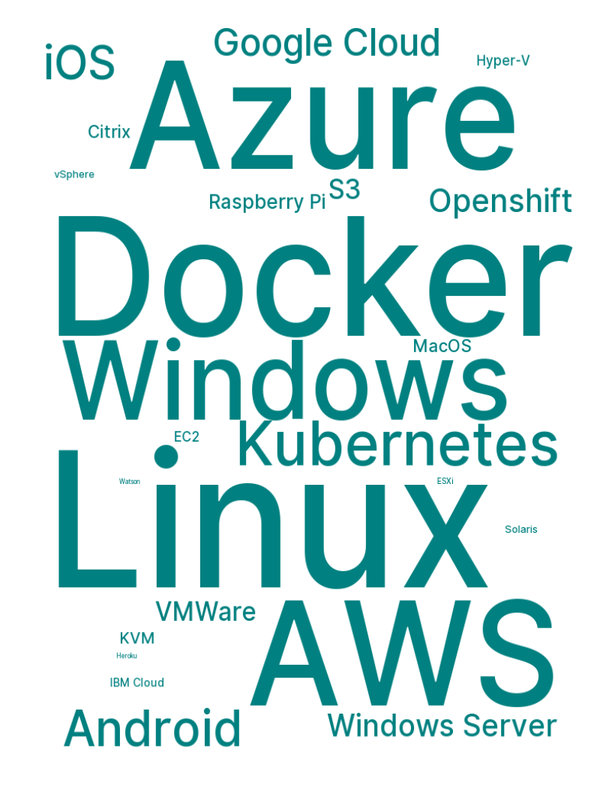 Google Cloud
iOS
Hyper-V
Azure
Citrix
vSphere
S3
Raspberry Pi
Openshift
Docker
MacOS
Windows
EC2
Kubernetes
Watson
ESXi
Linux
Solaris
VMWare
AWS
KVM
Heroku
IBM Cloud
Android
Windows Server